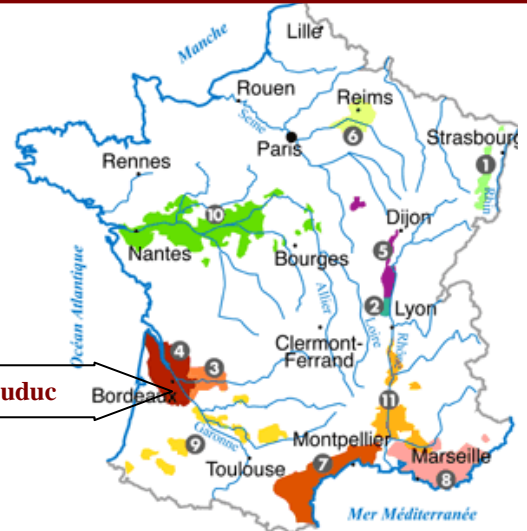 Manche
Lille
Rouen
Reims
Seine
Paris
6
Strasbourg
1
Rhin
Rennes
10
Nantes
Bourges
Dijon
5
Océan Atlantique
Allier
Loire
2
Lyon
Clermont-
Ferrand
Rhône
4
3
uduc
Bordeaux
11
Garonne
9
Toulouse
Montpellier
7
Marseille
8
Mer Méditerranée